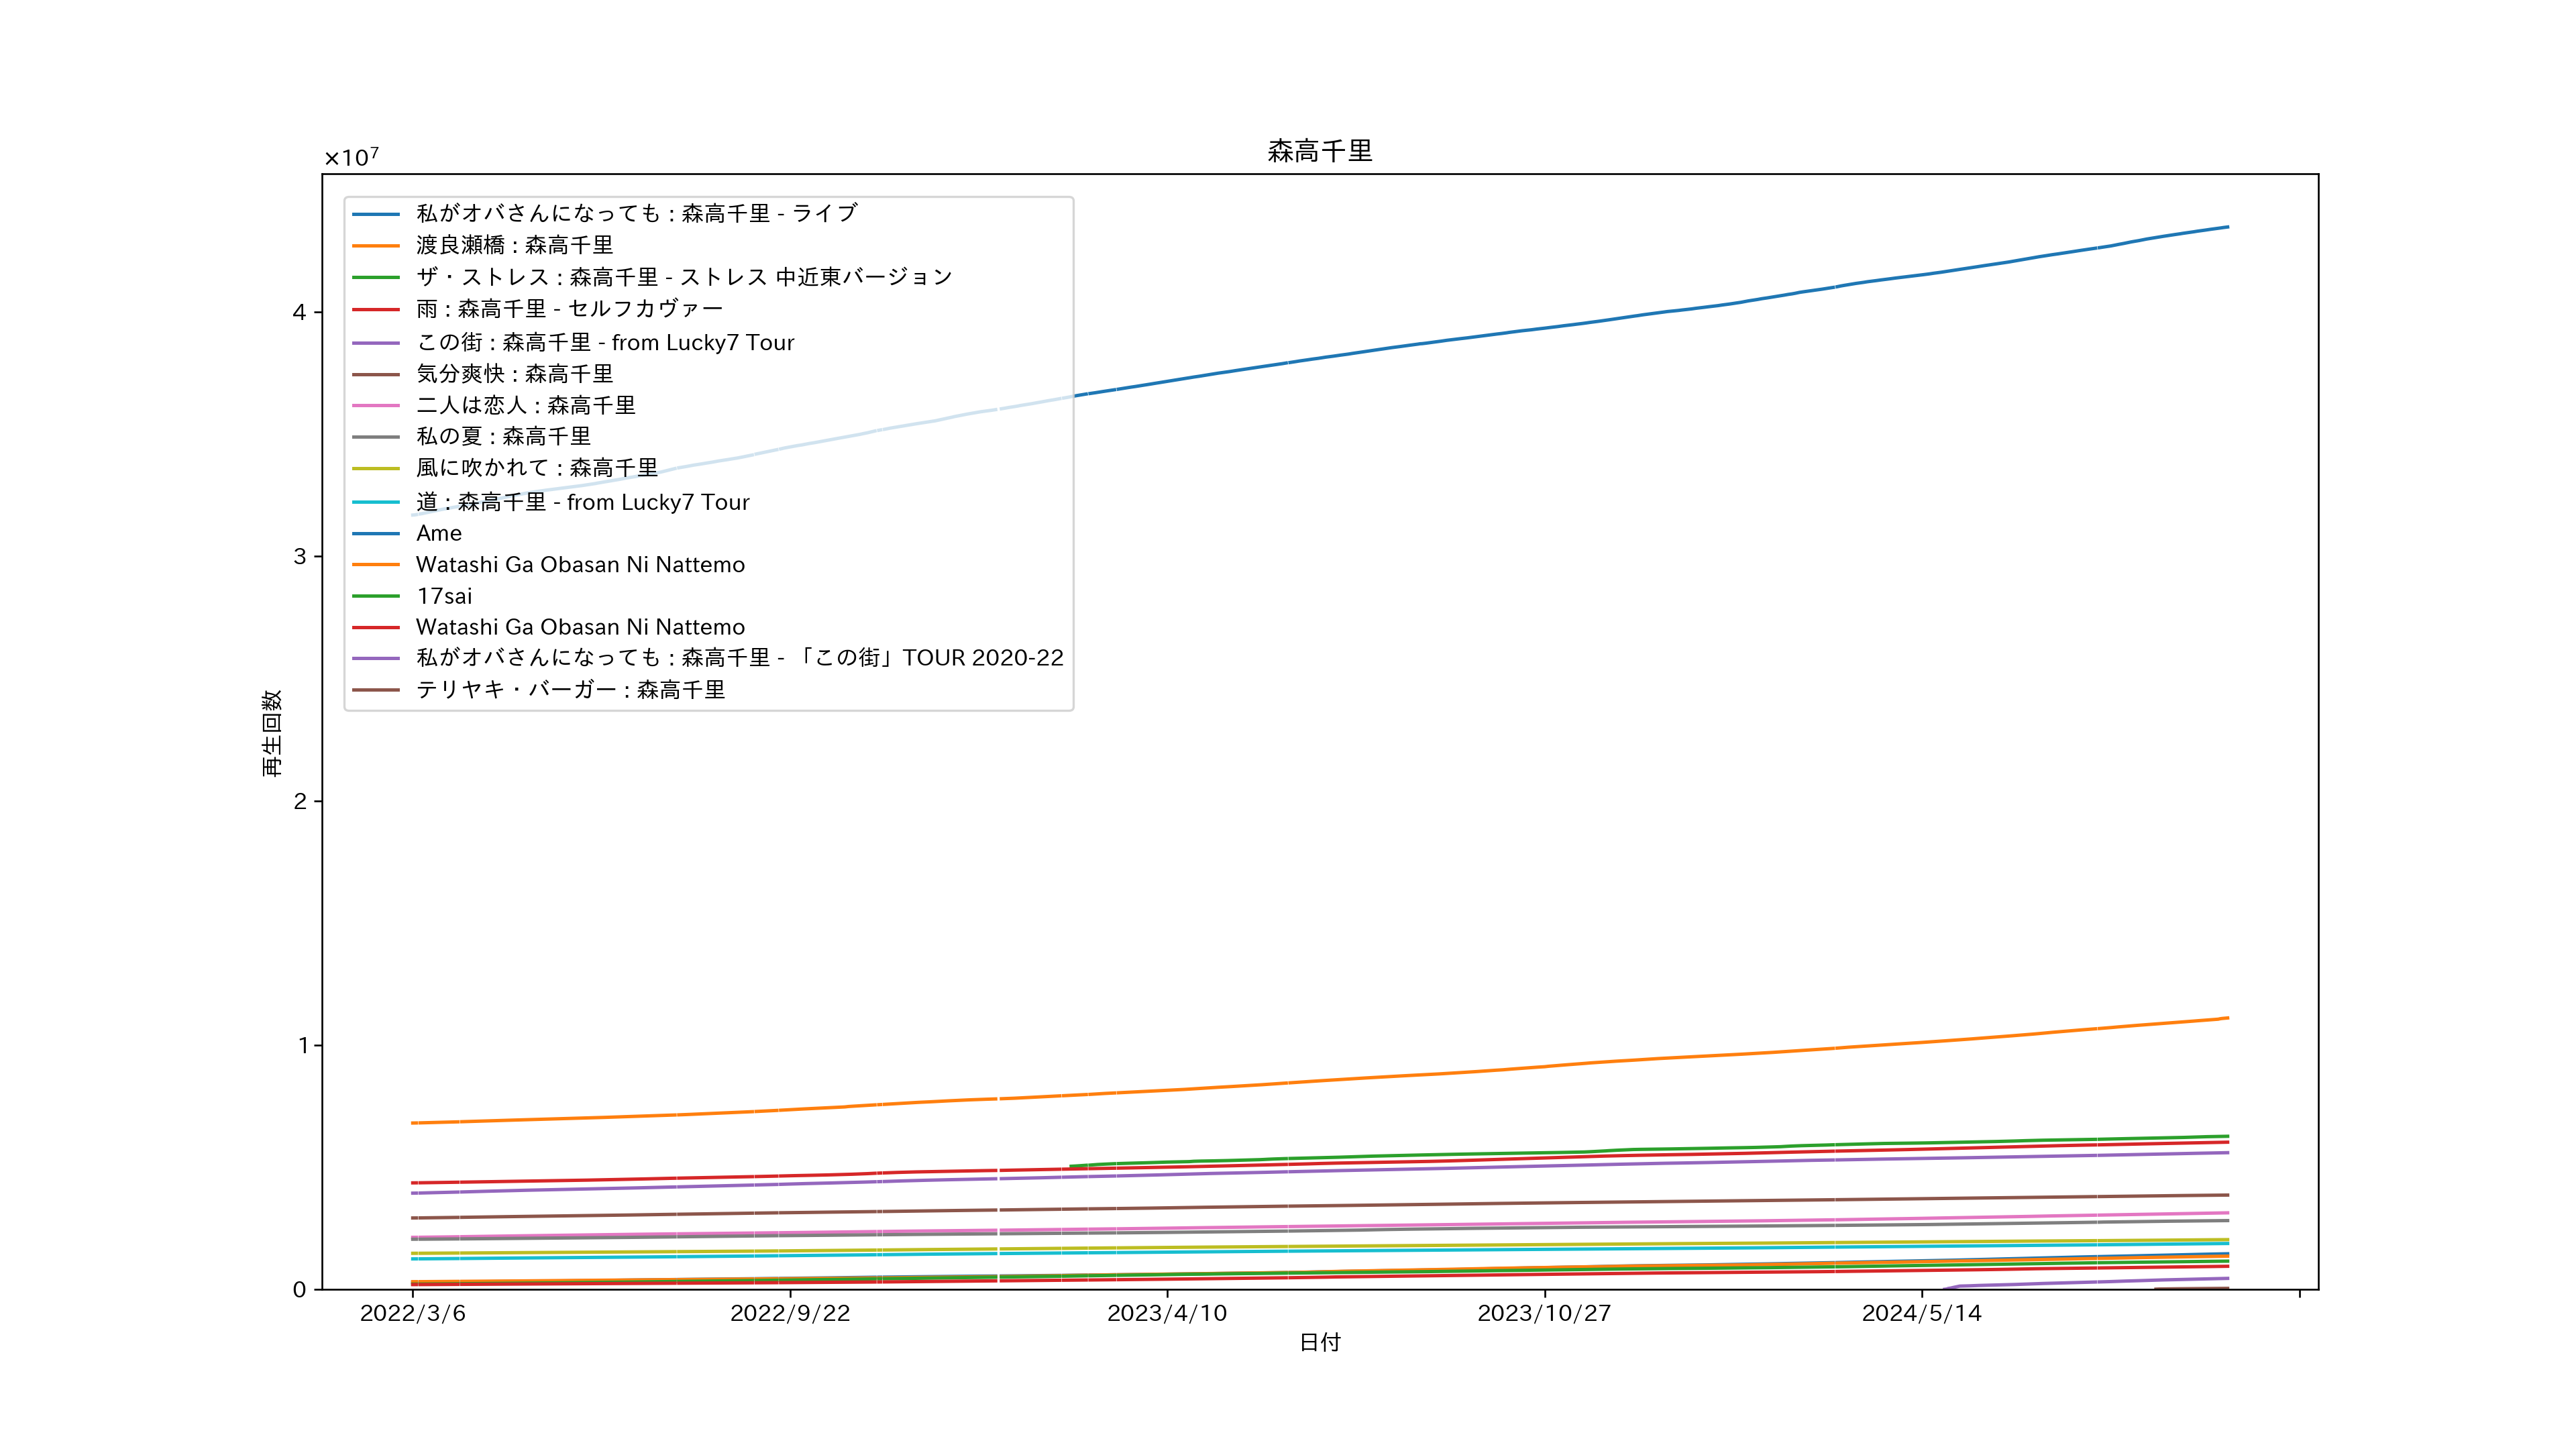 森高千里
×10⁷
私がオバさんになっても : 森高千里 - ライブ
渡良瀬橋 : 森高千里
ザ・ストレス : 森高千里 - ストレス 中近東バージョン
雨 : 森高千里 - セルフカヴァー
この街 : 森高千里 - from Lucky7 Tour
気分爽快 : 森高千里
二人は恋人 : 森高千里
私の夏 : 森高千里
風に吹かれて : 森高千里
道 : 森高千里 - from Lucky7 Tour
Ame
Watashi Ga Obasan Ni Nattemo
17sai
Watashi Ga Obasan Ni Nattemo
私がオバさんになっても : 森高千里 - 「この街」TOUR 2020-22
テリヤキ・バーガー : 森高千里
4
3
2
1
0
再生回数
2022/3/6
2022/9/22
2023/4/10
2023/10/27
2024/5/14
日付